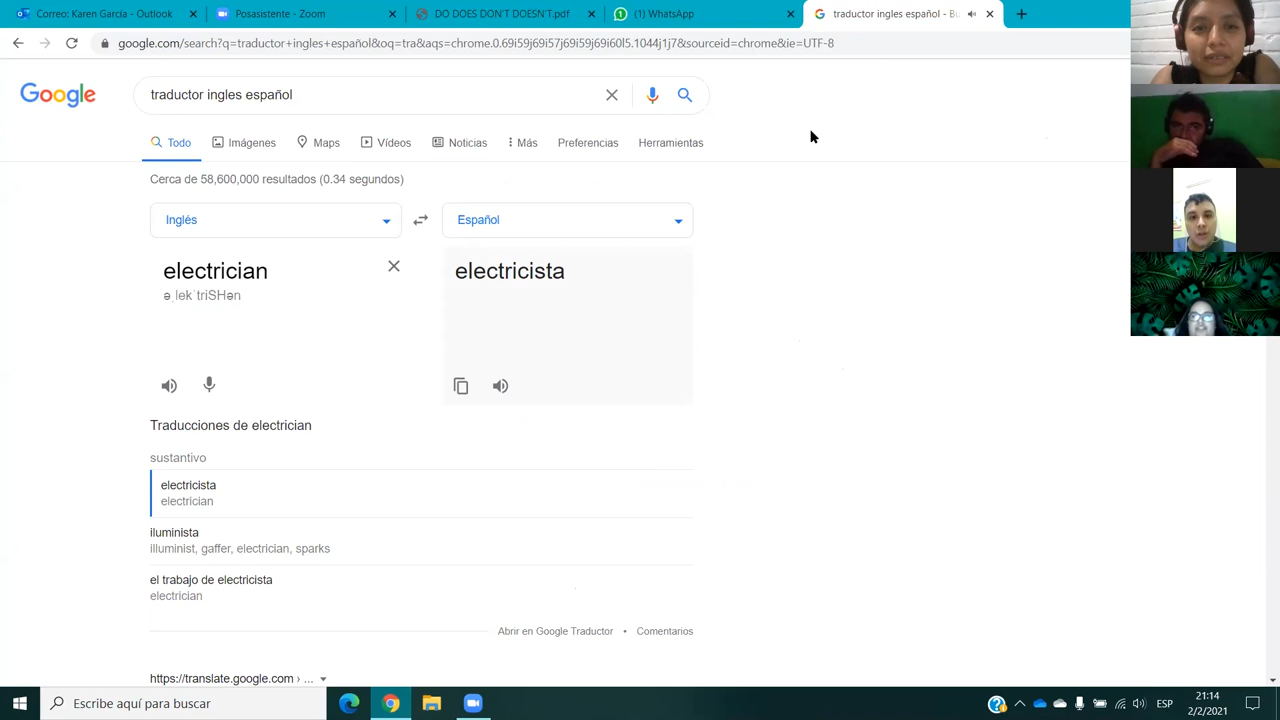 Correo: Karen García - Outlook
Posasistente - Zoom
DO DOES DON'T DOESN'T.pdf
(1) WhatsApp
traductor ingles español - Bu
google.com/search?q=traductor+ingles+español&oq=tra&aqs=chrome.0.69i59j69i57j69i59j69i60l5.1044j1j7&sourceid=chrome&ie=UTF-8
Google
traductor ingles español
Todo
Imágenes
Maps
Vídeos
Noticias
Más
Preferencias
Herramientas
Cerca de 58,600,000 resultados (0.34 segundos)
Inglés
Español
electrician
electricista
əˌlekˈtriSHən
Traducciones de electrician
sustantivo
electricista
electrician
iluminista
illuminist, gaffer, electrician, sparks
el trabajo de electricista
electrician
Abrir en Google Traductor • Comentarios
https://translate.google.com › ...
Escribe aquí para buscar
ESP
21:14
2/2/2021